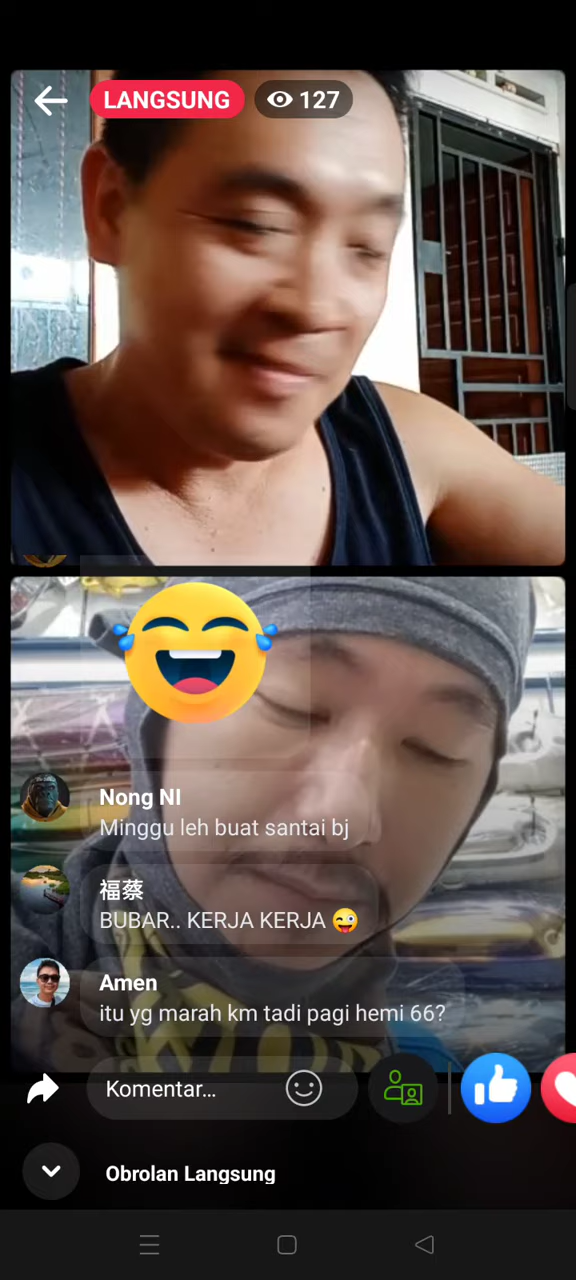 LANGSUNG
127
Nong NI
Minggu leh buat santai bj
福蔡
BUBAR.. KERJA KERJA 😜
Amen
itu yg marah km tadi pagi hemi 66?
Komentar...
Obrolan Langsung